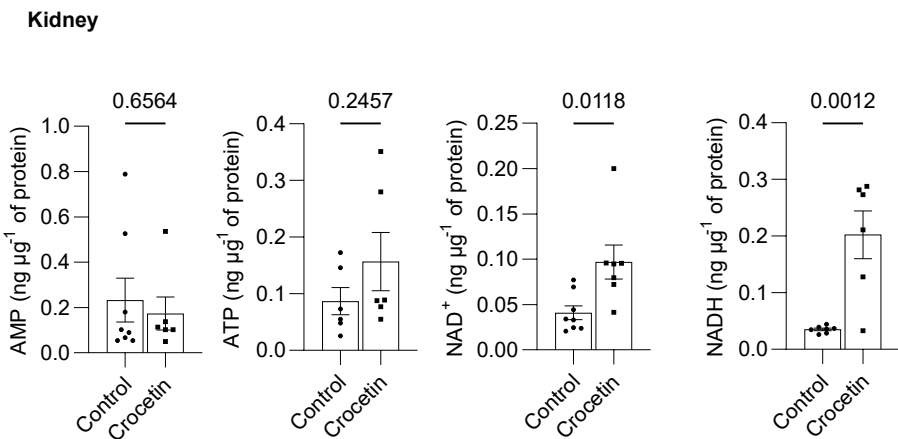 Kidney
0.6564
AMP (ng µg⁻¹ of protein)
1.0
0.8
0.6
0.4
0.2
0.0
Control
Crocetin
0.2457
ATP (ng µg⁻¹ of protein)
0.4
0.3
0.2
0.1
0.0
Control
Crocetin
0.0118
NAD⁺ (ng µg⁻¹ of protein)
0.25
0.20
0.15
0.10
0.05
0.00
Control
Crocetin
0.0012
NADH (ng µg⁻¹ of protein)
0.4
0.3
0.2
0.1
0.0
Control
Crocetin